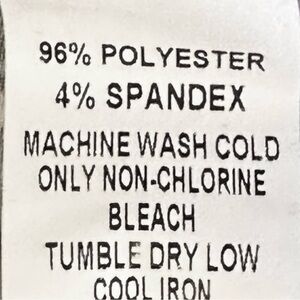 96% POLYESTER
4% SPANDEX
MACHINE WASH COLD
ONLY NON-CHLORINE
BLEACH
TUMBLE DRY LOW
COOL IRON